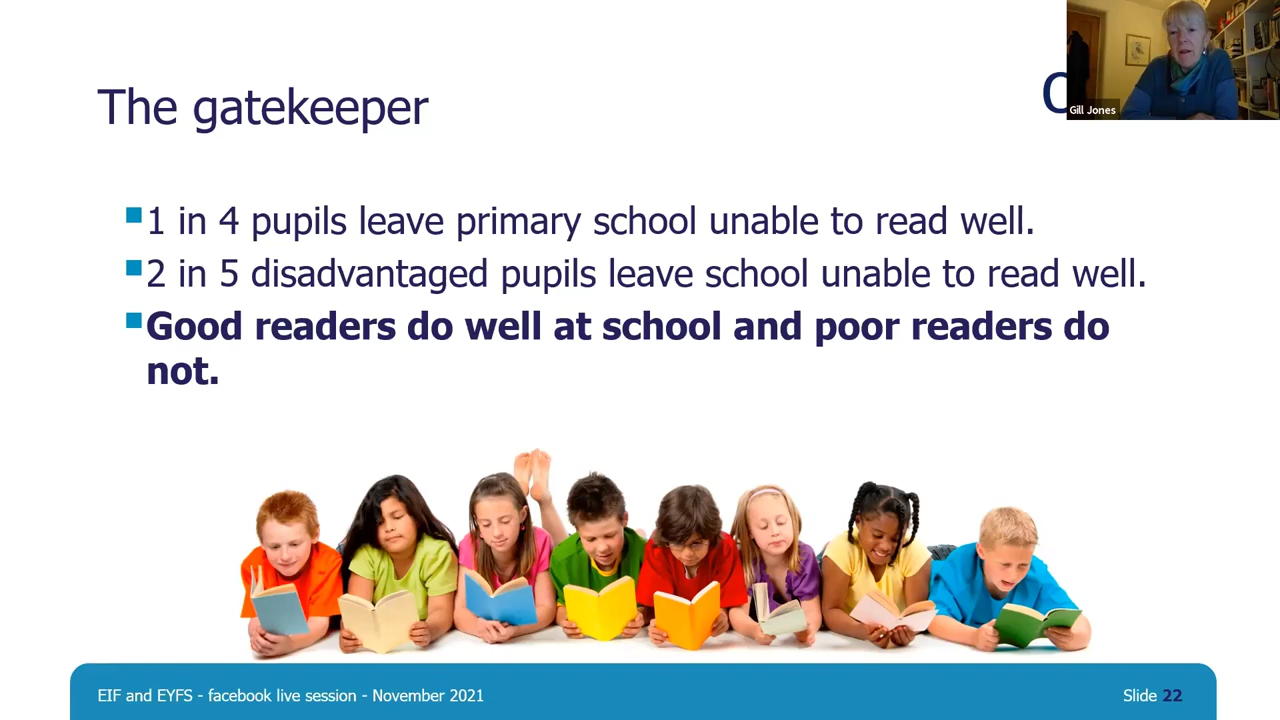 The gatekeeper
Gill Jones
1 in 4 pupils leave primary school unable to read well.
2 in 5 disadvantaged pupils leave school unable to read well.
Good readers do well at school and poor readers do
not.
EIF and EYFS - facebook live session - November 2021
Slide 22